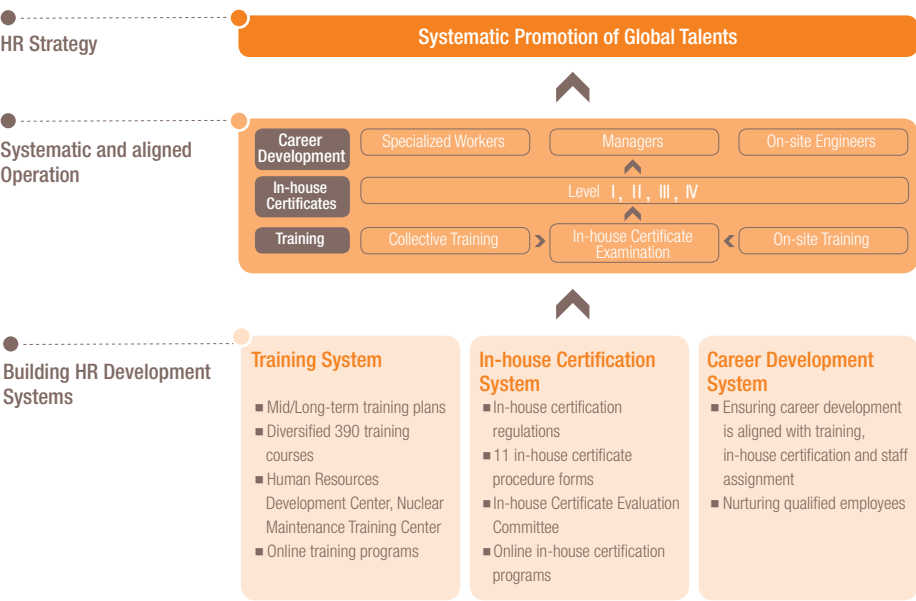 HR Strategy
Systematic Promotion of Global Talents
Systematic and aligned
Operation
Career
Development
Specialized Workers
Managers
On-site Engineers
In-house
Certificates
Level Ⅰ, Ⅱ, Ⅲ, Ⅳ
Training
Collective Training
In-house Certificate
Examination
On-site Training
Building HR Development
Systems
Training System
■ Mid/Long-term training plans
■ Diversified 390 training
courses
■ Human Resources
Development Center, Nuclear
Maintenance Training Center
■ Online training programs
In-house Certification
System
■ In-house certification
regulations
■ 11 in-house certificate
procedure forms
■ In-house Certificate Evaluation
Committee
■ Online in-house certification
programs
Career Development
System
■ Ensuring career development
is aligned with training,
in-house certification and staff
assignment
■ Nurturing qualified employees